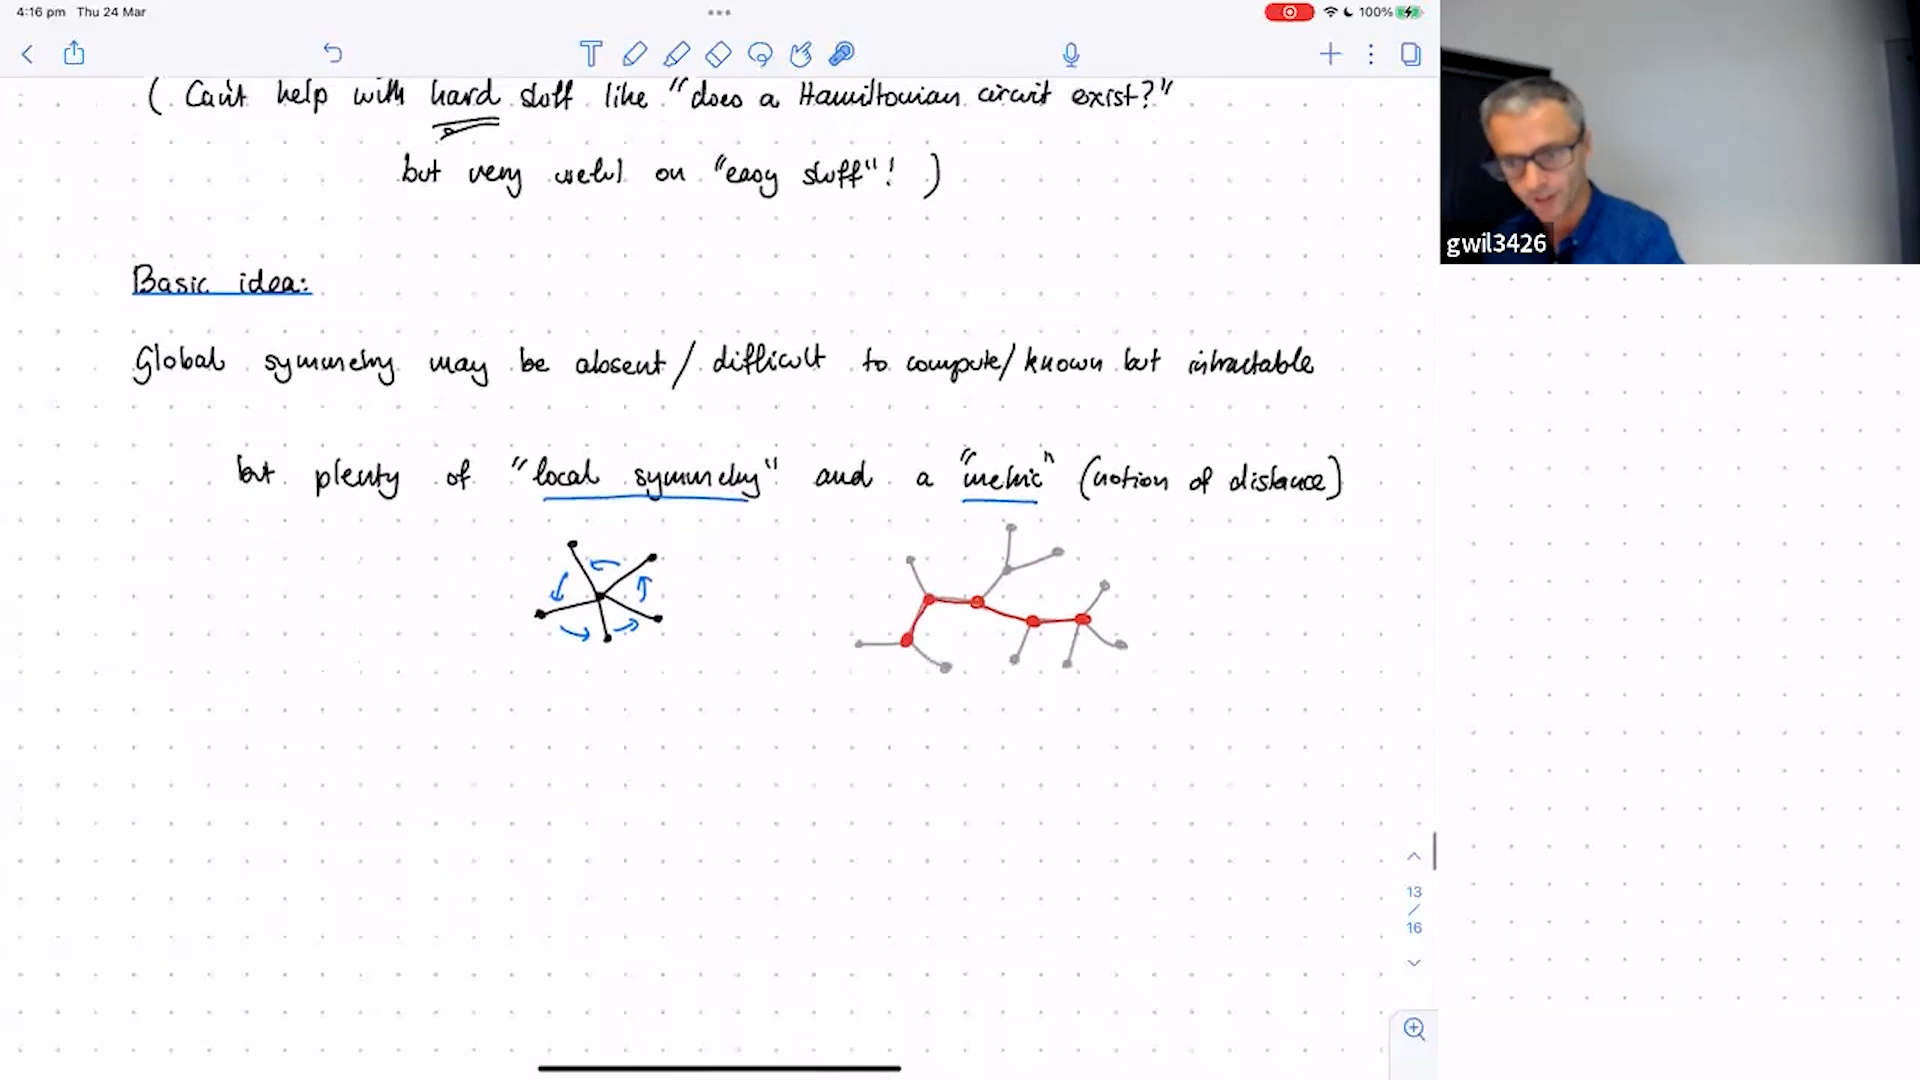 4:16 pm Thu 24 Mar
100%
( Can't help with hard stuff like "does a Hamiltonian circuit exist?"
but very useful on "easy stuff"! )
gwil3426
Basic idea:
Global symmetry may be absent / difficult to compute / known but intractable
but plenty of "local symmetry" and a "metric" (notion of distance)
13
/
16